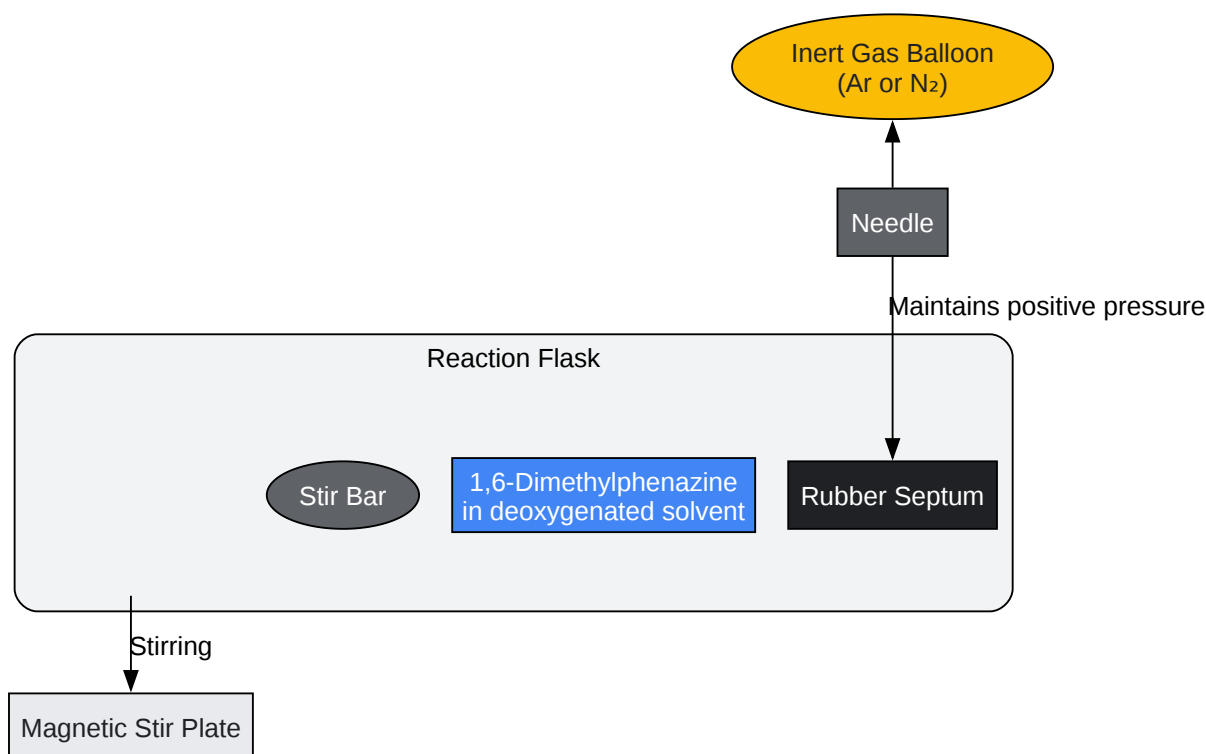 Inert Gas Balloon
(Ar or N₂)
Needle
Maintains positive pressure
Reaction Flask
Stir Bar
1,6-Dimethylphenazine
in deoxygenated solvent
Rubber Septum
Stirring
Magnetic Stir Plate